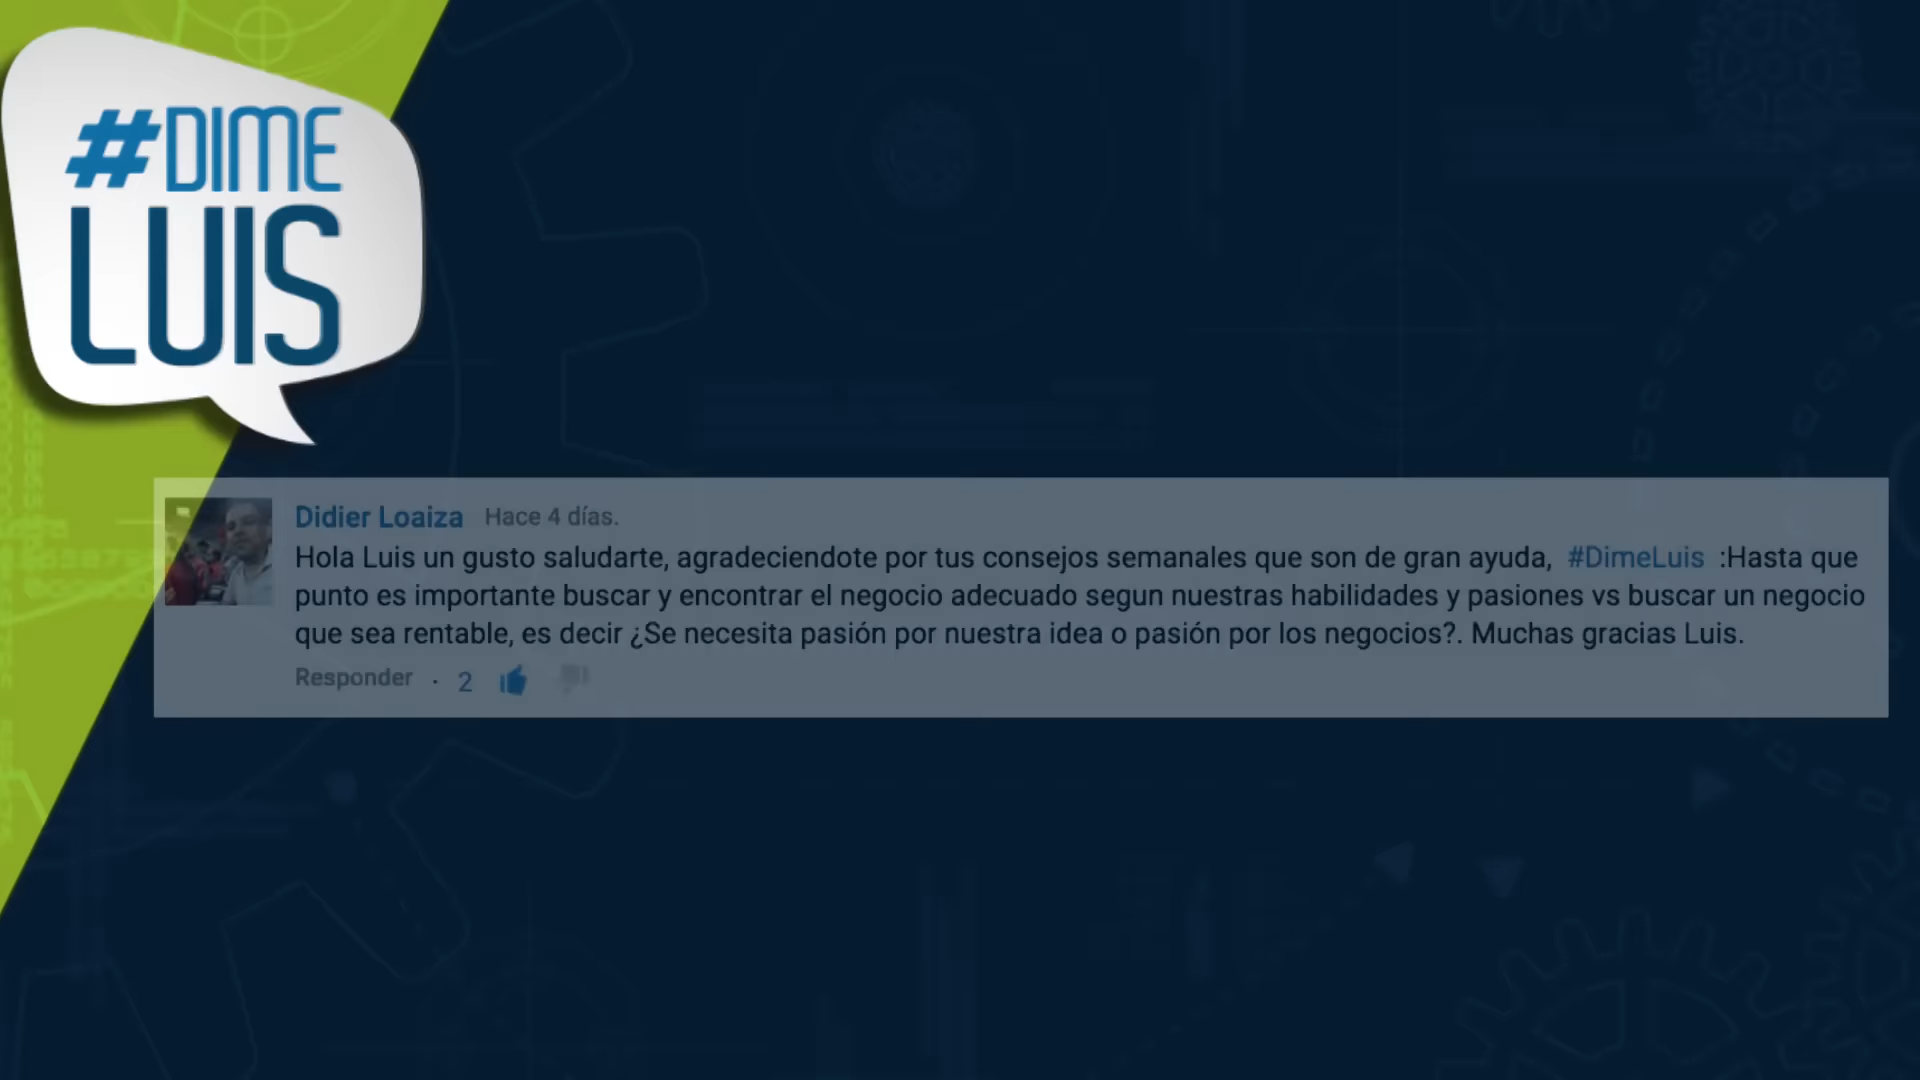 #DIME
LUIS
Didier Loaiza Hace 4 días.
Hola Luis un gusto saludarte, agradeciendote por tus consejos semanales que son de gran ayuda, #DimeLuis :Hasta que
punto es importante buscar y encontrar el negocio adecuado segun nuestras habilidades y pasiones vs buscar un negocio
que sea rentable, es decir ¿Se necesita pasión por nuestra idea o pasión por los negocios?. Muchas gracias Luis.
Responder · 2